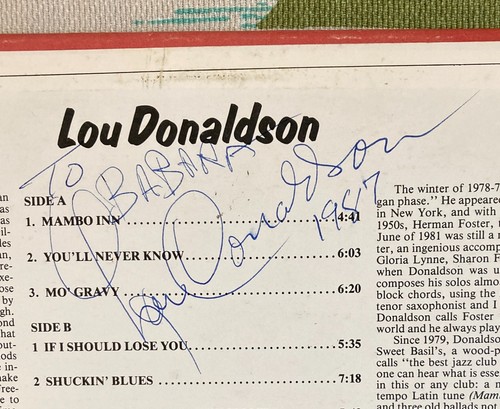 Lou Donaldson
TO
Lou Donaldson
1987
SIDE A
1. MAMBO INN 4:41
2. YOU'LL NEVER KNOW 6:03
3. MO' GRAVY 6:20
SIDE B
1 IF I SHOULD LOSE YOU 5:35
2 SHUCKIN' BLUES 7:18
The winter of 1978-7
gan phase." He appeared
in New York, and with
1950s, Herman Foster, t
June of 1981 was still a
ter, an ingenious accomp
Gloria Lynne, Sharon F
when Donaldson was u
composes his solos almo
block chords, using the
tenor saxophonist and I
Donaldson calls Foster
world and he always play
Since 1979, Donaldso
Sweet Basil's, a wood-p
calls "the best jazz club
one can hear what is esse
in this or any club: a
tempo Latin tune
and three old ballads not